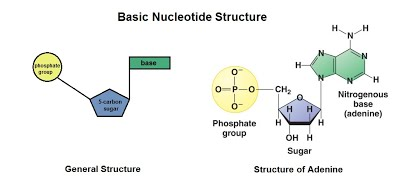 Basic Nucleotide Structure
phosphate
group
base
5-carbon
sugar
General Structure
O⁻
O=P–O–CH₂
O⁻
Phosphate
group
O
H H
H H
OH H
Sugar
H H
N
N
N
H
N
N
H
Nitrogenous
base
(adenine)
Structure of Adenine